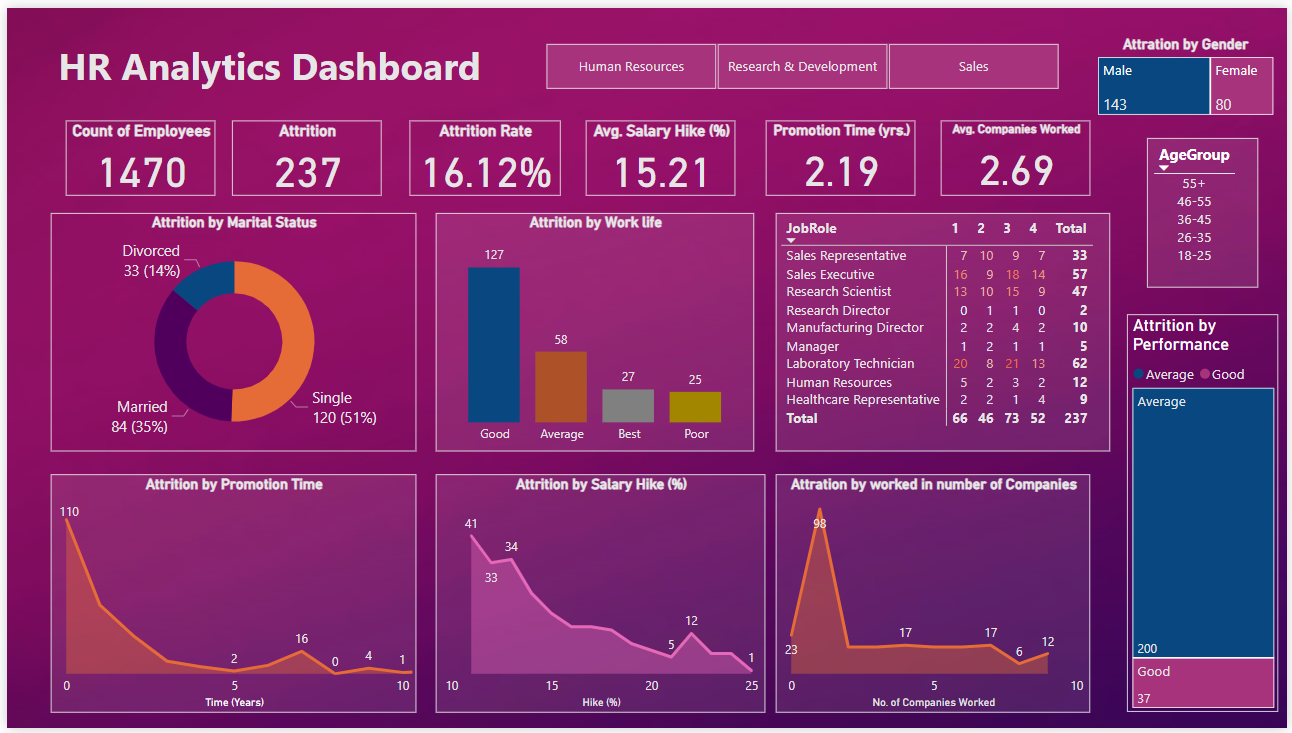 HR Analytics Dashboard
Human Resources
Research & Development
Sales
Attration by Gender
Male
143
Female
80
Count of Employees
1470
Attrition
237
Attrition Rate
16.12%
Avg. Salary Hike (%)
15.21
Promotion Time (yrs.)
2.19
Avg. Companies Worked
2.69
AgeGroup
55+
46-55
36-45
26-35
18-25
Attrition by Marital Status
Divorced
33 (14%)
Married
84 (35%)
Single
120 (51%)
Attrition by Work life
127
58
27
25
Good Average Best Poor
JobRole 1 2 3 4 Total
Sales Representative 7 10 9 7 33
Sales Executive 16 9 18 14 57
Research Scientist 13 10 15 9 47
Research Director 0 1 1 0 2
Manufacturing Director 2 2 4 2 10
Manager 1 2 1 1 5
Laboratory Technician 20 8 21 13 62
Human Resources 5 2 3 2 12
Healthcare Representative 2 2 1 4 9
Total 66 46 73 52 237
Attrition by
Performance
Average Good
Average
200
Good
37
Attrition by Promotion Time
110
2
16
0
4
1
0 5 10
Time (Years)
Attrition by Salary Hike (%)
41
33
34
5
12
1
10 15 20 25
Hike (%)
Attration by worked in number of Companies
23
98
17
17
6
12
0 5 10
No. of Companies Worked